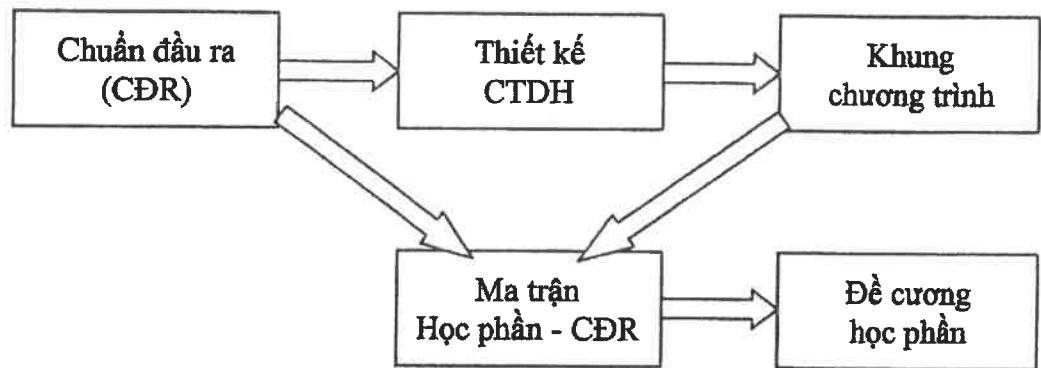 Chuẩn đầu ra
(CĐR)
Thiết kế
CTDH
Khung
chương trình
Ma trận
Học phần - CĐR
Đề cương
học phần